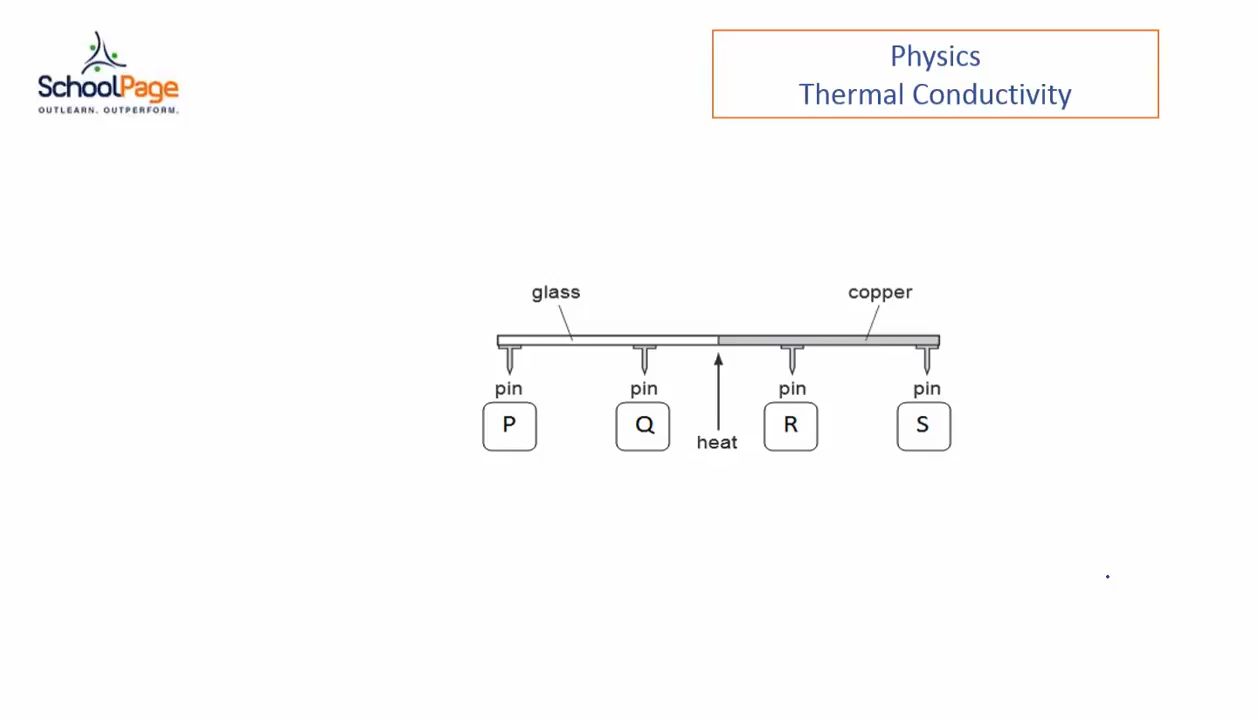 SchoolPage
OUTLEARN. OUTPERFORM.
Physics
Thermal Conductivity
glass
copper
pin
pin
pin
pin
P
Q
R
S
heat